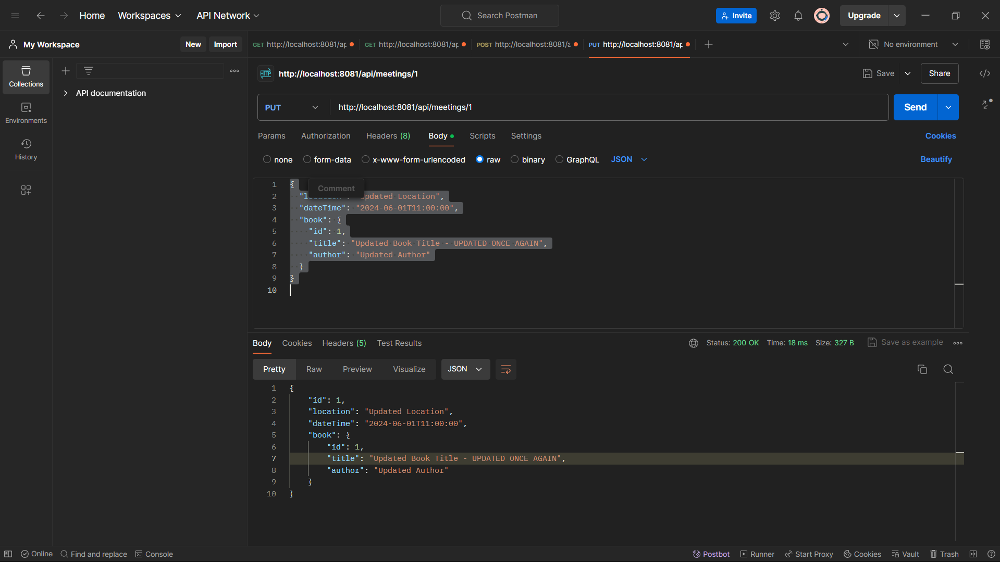 Home Workspaces API Network Search Postman Invite Upgrade
My Workspace New Import GET http://localhost:8081/ap GET http://localhost:8081/ap POST http://localhost:8081/a PUT http://localhost:8081/ap No environment
Collections
Environments
History
API documentation
HTTP http://localhost:8081/api/meetings/1 Save Share
PUT http://localhost:8081/api/meetings/1 Send
Params Authorization Headers (8) Body Scripts Settings Cookies
none form-data x-www-form-urlencoded raw binary GraphQL JSON Beautify
Comment
1 {
2 "location": "Updated Location",
3 "dateTime": "2024-06-01T11:00:00",
4 "book": {
5 "id": 1,
6 "title": "Updated Book Title - UPDATED ONCE AGAIN",
7 "author": "Updated Author"
8 }
9 }
10
Body Cookies Headers (5) Test Results Status: 200 OK Time: 18 ms Size: 327 B Save as example
Pretty Raw Preview Visualize JSON
1 {
2 "id": 1,
3 "location": "Updated Location",
4 "dateTime": "2024-06-01T11:00:00",
5 "book": {
6 "id": 1,
7 "title": "Updated Book Title - UPDATED ONCE AGAIN",
8 "author": "Updated Author"
9 }
10 }
Online Find and replace Console Postbot Runner Start Proxy Cookies Vault Trash